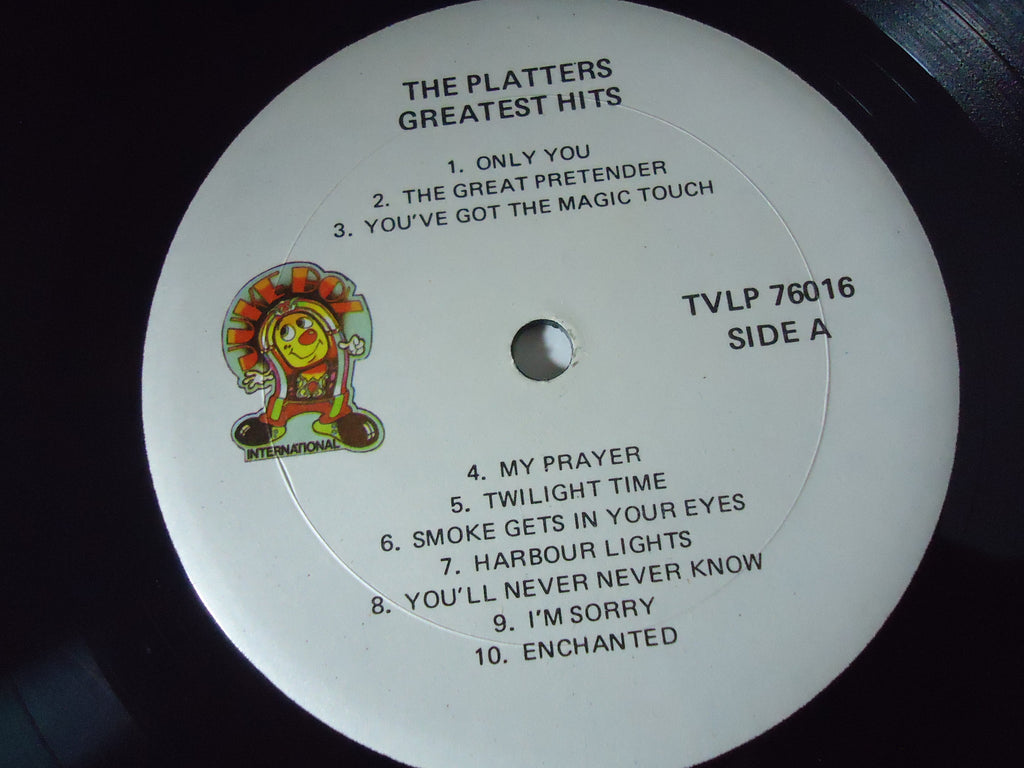 THE PLATTERS
GREATEST HITS
1. ONLY YOU
2. THE GREAT PRETENDER
3. YOU'VE GOT THE MAGIC TOUCH
JUKE BOX
INTERNATIONAL
TVLP 76016
SIDE A
4. MY PRAYER
5. TWILIGHT TIME
6. SMOKE GETS IN YOUR EYES
7. HARBOUR LIGHTS
8. YOU'LL NEVER NEVER KNOW
9. I'M SORRY
10. ENCHANTED